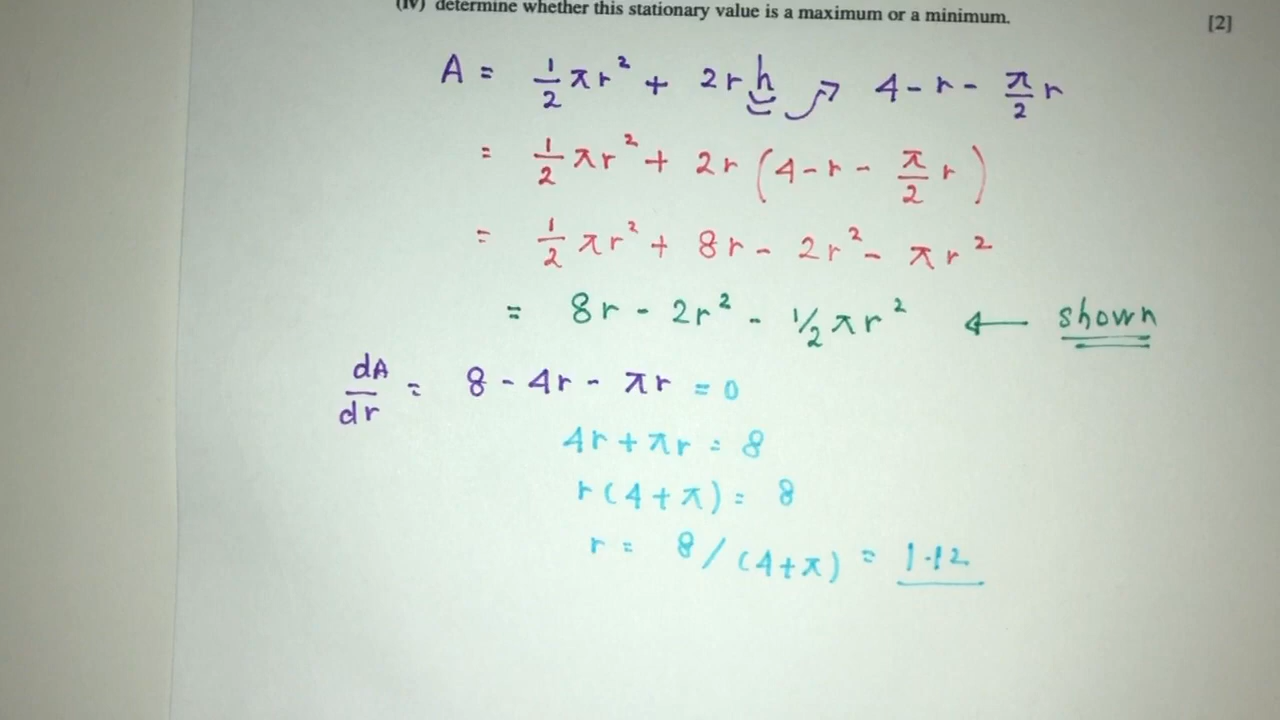 (iv) determine whether this stationary value is a maximum or a minimum. [2]
A = 1/2 πr² + 2rh → 4 - r - π/2 r
= 1/2 πr² + 2r (4 - r - π/2 r)
= 1/2 πr² + 8r - 2r² - πr²
= 8r - 2r² - 1/2 πr² ← shown
dA/dr = 8 - 4r - πr = 0
4r + πr = 8
r(4 + π) = 8
r = 8/(4+π) = 1.12